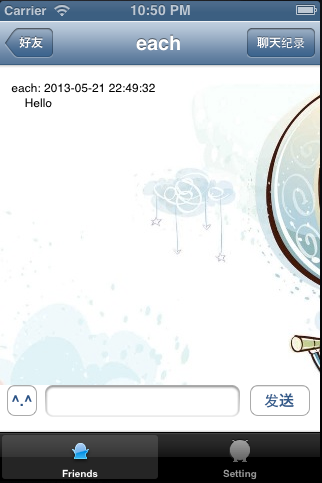 Carrier 10:50 PM
好友 each 聊天纪录
each: 2013-05-21 22:49:32
Hello
^.^ 发送
Friends Setting